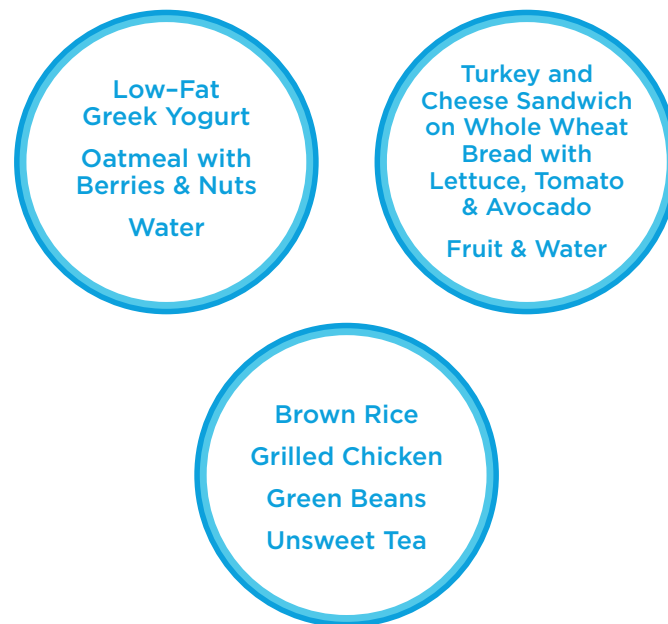 Low–Fat
Greek Yogurt
Oatmeal with
Berries & Nuts
Water
Turkey and
Cheese Sandwich
on Whole Wheat
Bread with
Lettuce, Tomato
& Avocado
Fruit & Water
Brown Rice
Grilled Chicken
Green Beans
Unsweet Tea